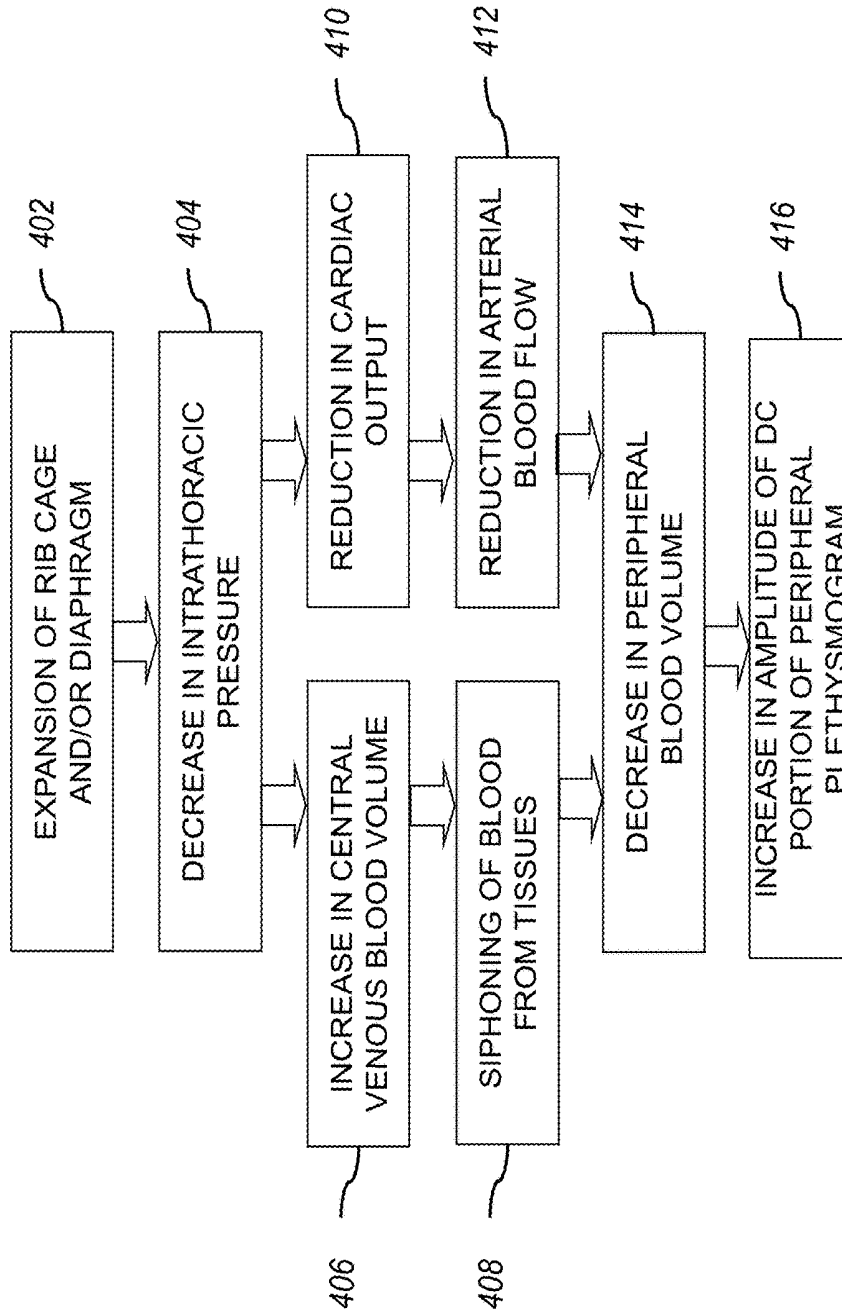 402
EXPANSION OF RIB CAGE
AND/OR DIAPHRAGM
404
DECREASE IN INTRATHORACIC
PRESSURE
406
INCREASE IN CENTRAL
VENOUS BLOOD VOLUME
410
REDUCTION IN CARDIAC
OUTPUT
408
SIPHONING OF BLOOD
FROM TISSUES
412
REDUCTION IN ARTERIAL
BLOOD FLOW
414
DECREASE IN PERIPHERAL
BLOOD VOLUME
416
INCREASE IN AMPLITUDE OF DC
PORTION OF PERIPHERAL
PLETHYSMOGRAM